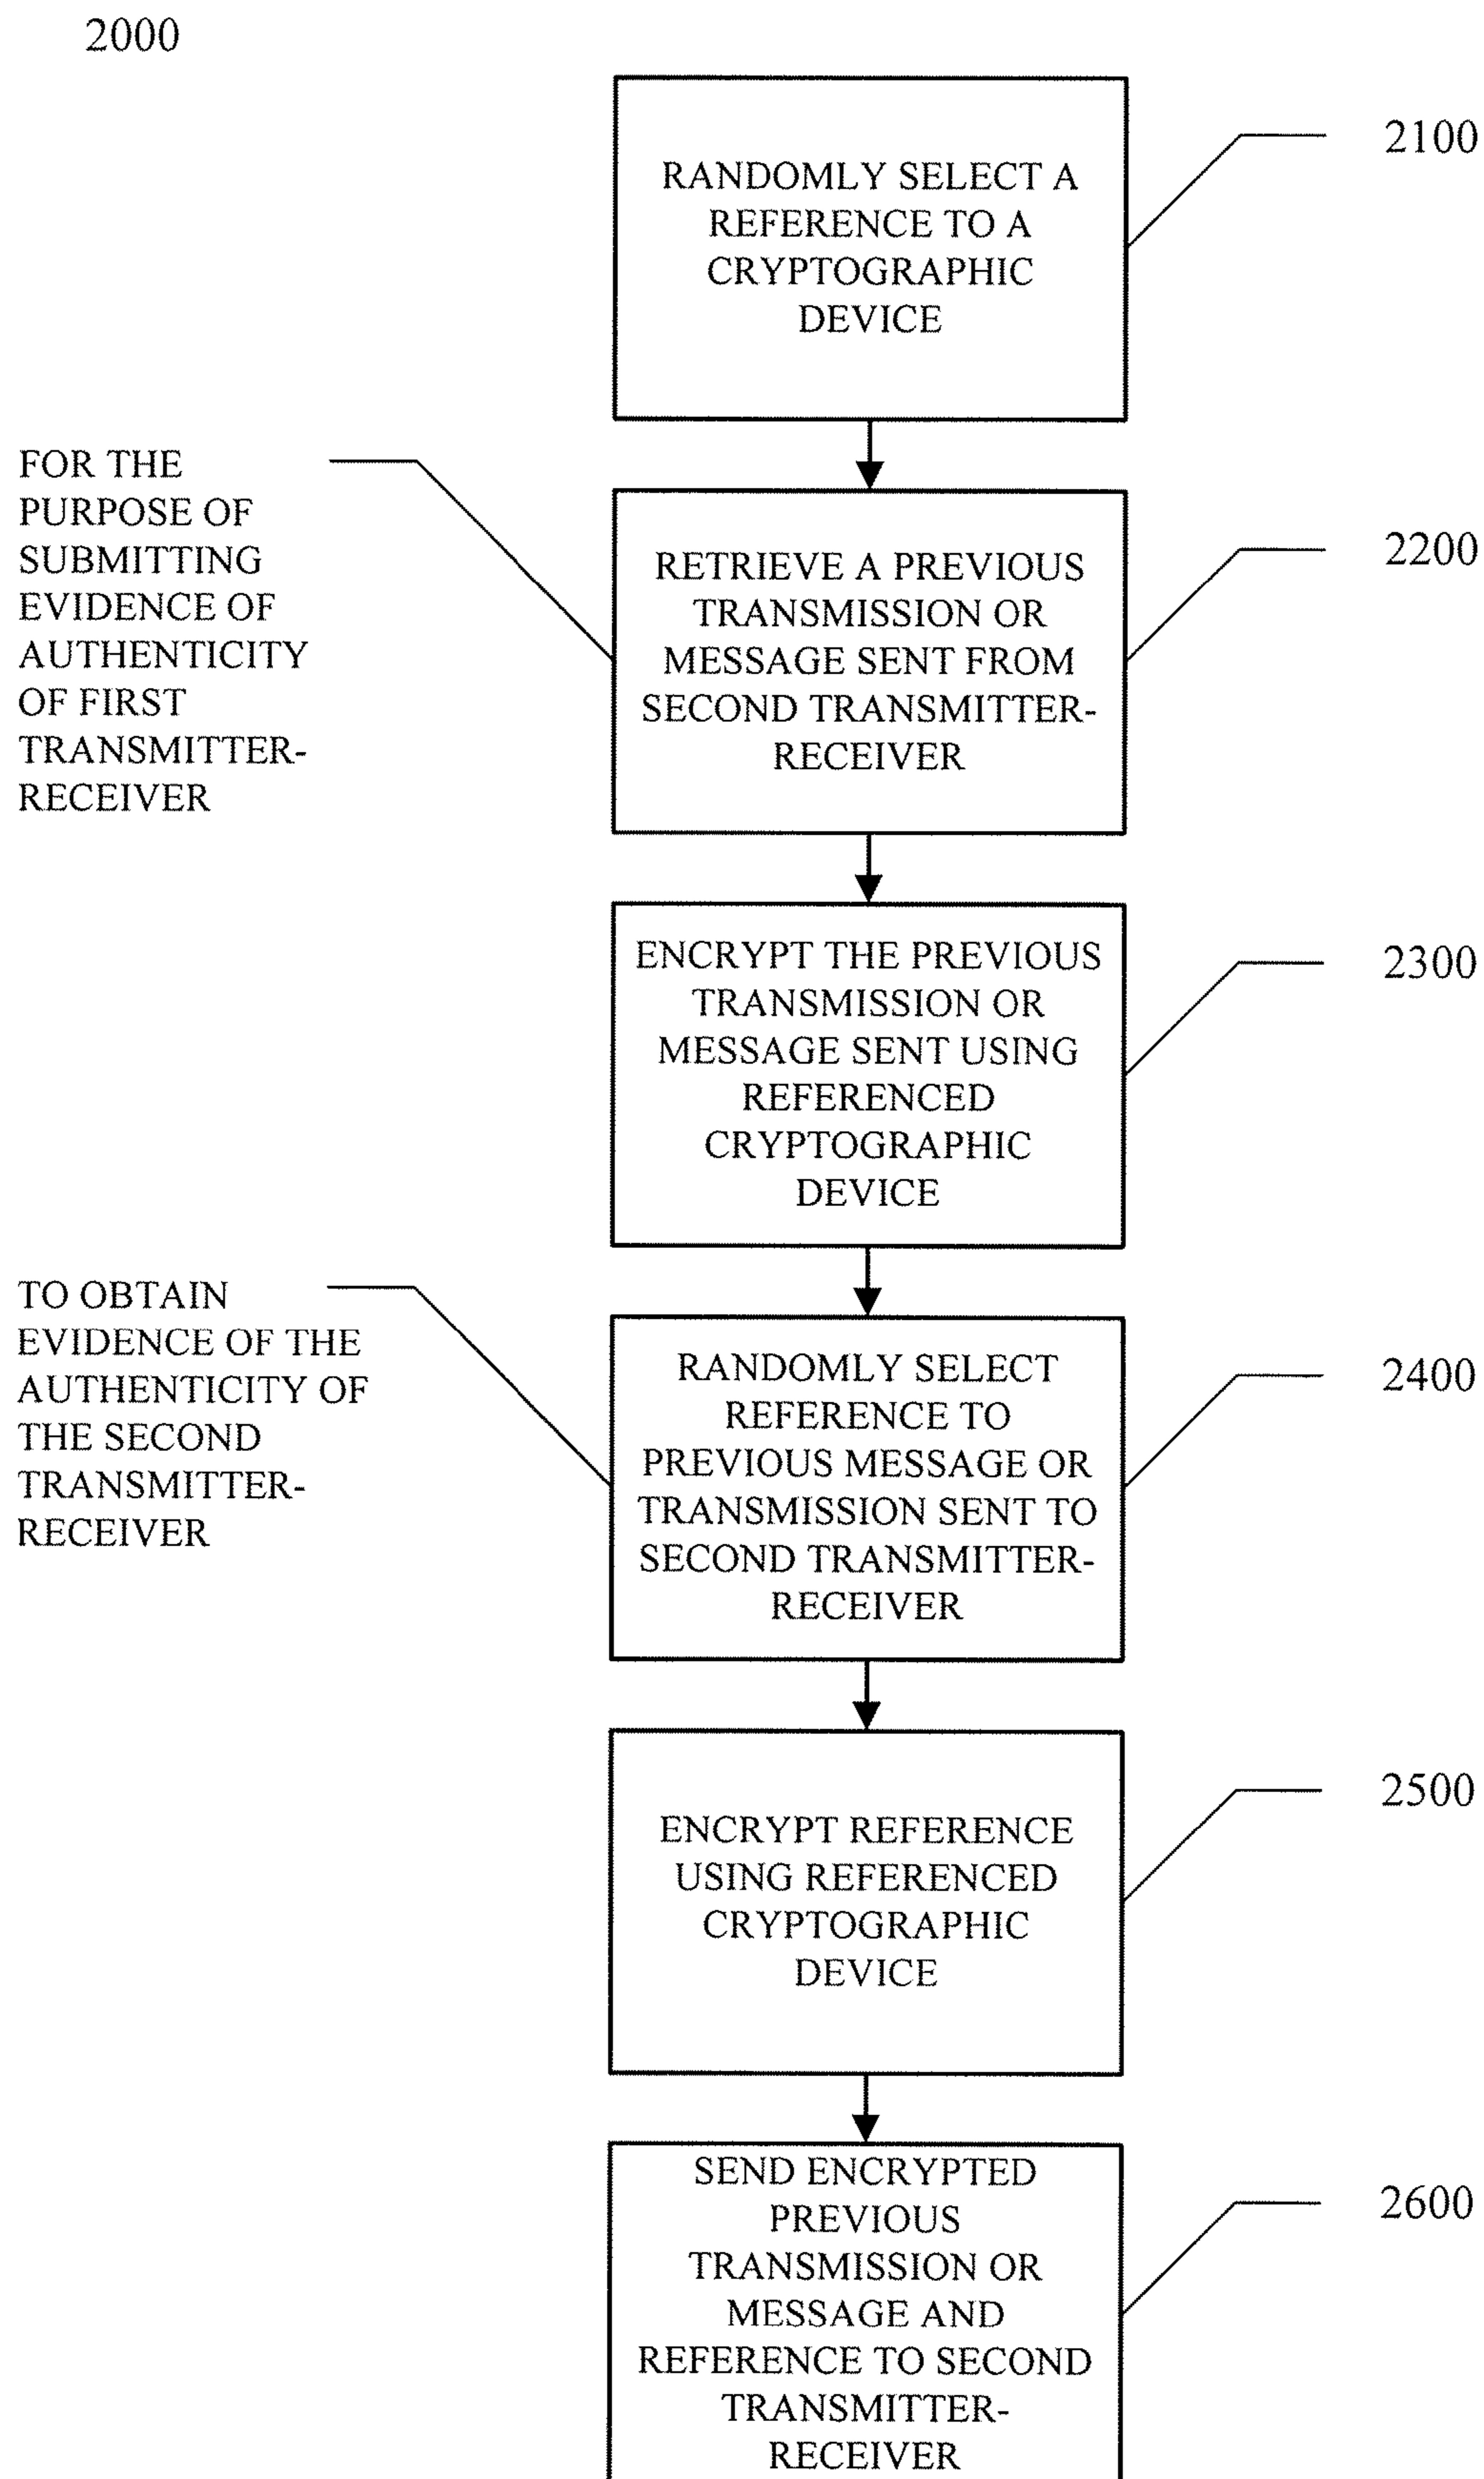 2000
RANDOMLY SELECT A
REFERENCE TO A
CRYPTOGRAPHIC
DEVICE
2100
FOR THE
PURPOSE OF
SUBMITTING
EVIDENCE OF
AUTHENTICITY
OF FIRST
TRANSMITTER-
RECEIVER
RETRIEVE A PREVIOUS
TRANSMISSION OR
MESSAGE SENT FROM
SECOND TRANSMITTER-
RECEIVER
2200
ENCRYPT THE PREVIOUS
TRANSMISSION OR
MESSAGE SENT USING
REFERENCED
CRYPTOGRAPHIC
DEVICE
2300
TO OBTAIN
EVIDENCE OF THE
AUTHENTICITY OF
THE SECOND
TRANSMITTER-
RECEIVER
RANDOMLY SELECT
REFERENCE TO
PREVIOUS MESSAGE OR
TRANSMISSION SENT TO
SECOND TRANSMITTER-
RECEIVER
2400
ENCRYPT REFERENCE
USING REFERENCED
CRYPTOGRAPHIC
DEVICE
2500
SEND ENCRYPTED
PREVIOUS
TRANSMISSION OR
MESSAGE AND
REFERENCE TO SECOND
TRANSMITTER-
RECEIVER
2600